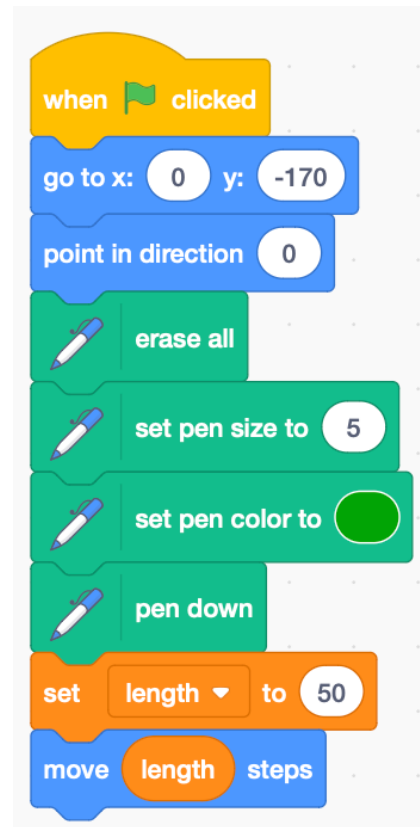 when clicked
go to x: 0 y: -170
point in direction 0
erase all
set pen size to 5
set pen color to
pen down
set length to 50
move length steps